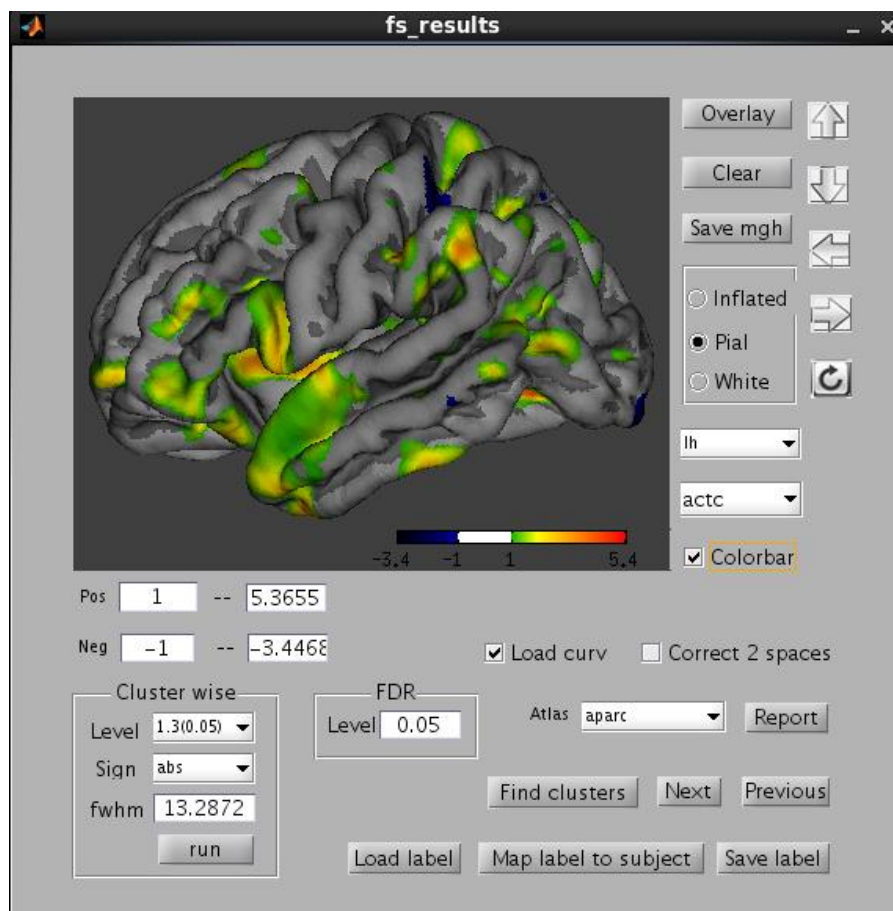 fs_results
Overlay
Clear
Save mgh
Inflated
Pial
White
lh
actc
Colorbar
-3.4 -1 1 5.4
Pos 1 -- 5.3655
Neg -1 -- -3.4468
Load curv Correct 2 spaces
Cluster wise
Level 1.3(0.05)
Sign abs
fwhm 13.2872
run
FDR
Level 0.05
Atlas aparc Report
Find clusters Next Previous
Load label Map label to subject Save label